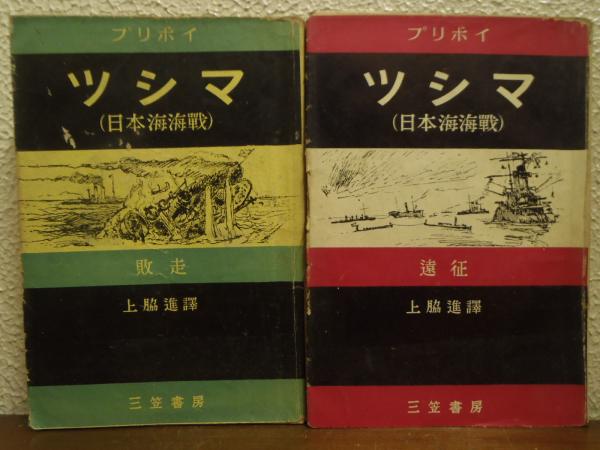 プリボイ
ツシマ
(日本海海戰)
敗走
上脇進譯
三笠書房
プリボイ
ツシマ
(日本海海戰)
遠征
上脇進譯
三笠書房